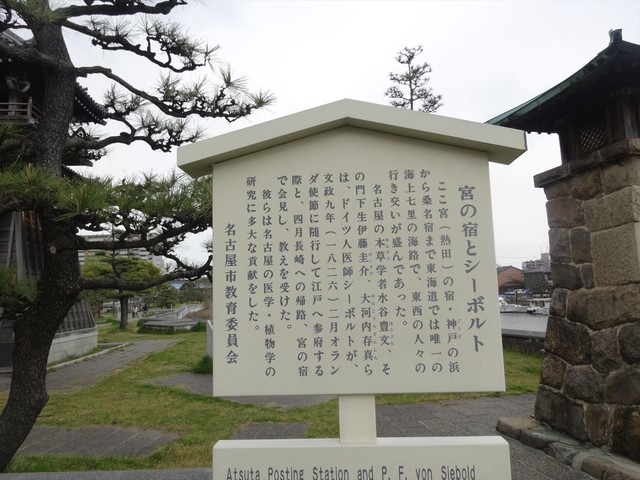 宮の宿とシーボルト
ここ宮（熱田）の宿・神戸の浜
から桑名宿まで東海道では唯一の
海上七里の海路で、東西の人々の
行き交いが盛んであった。
名古屋の本草学者水谷豊文、そ
の門下生伊藤圭介、大河内存真ら
は、ドイツ人医師シーボルトが、
文政九年（一八二六）二月オラン
ダ使節に随行して江戸へ参府する
際と、四月長崎への帰路、宮の宿
で会見し、教えを受けた。
彼らは名古屋の医学・植物学の
研究に多大な貢献をした。
名古屋市教育委員会
Atsuta Posting Station and P. F. von Siebold